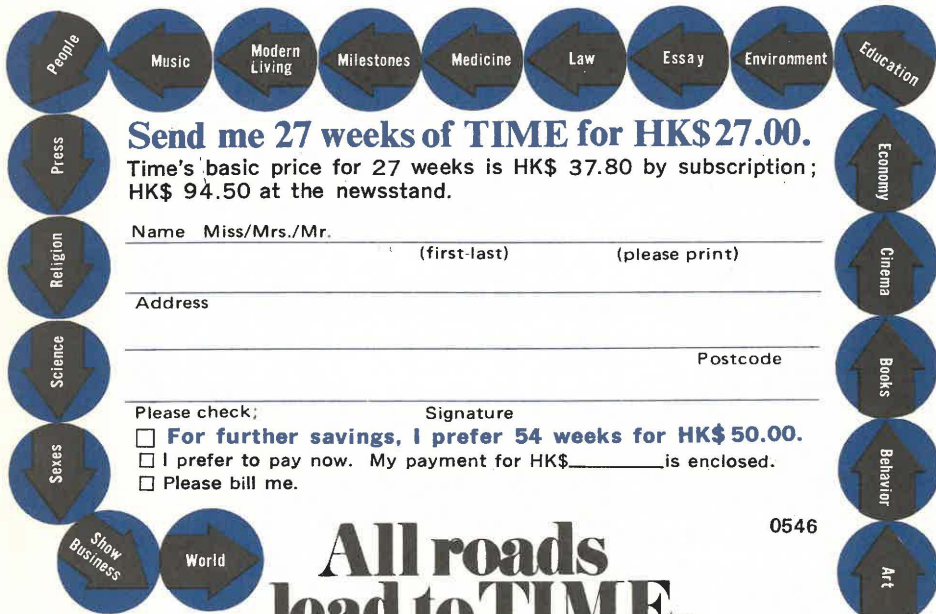 People
Music
Modern
Living
Milestones
Medicine
Law
Essay
Environment
Education
Press
Religion
Science
Sexes
Show
Business
World
Economy
Cinema
Books
Behavior
Art
Send me 27 weeks of TIME for HK$27.00.
Time's basic price for 27 weeks is HK$ 37.80 by subscription;
HK$ 94.50 at the newsstand.
Name Miss/Mrs./Mr.
(first-last) (please print)
Address
Postcode
Please check; Signature
☐ For further savings, I prefer 54 weeks for HK$50.00.
☐ I prefer to pay now. My payment for HK$________is enclosed.
☐ Please bill me.
0546
All roads
lead to TIME.